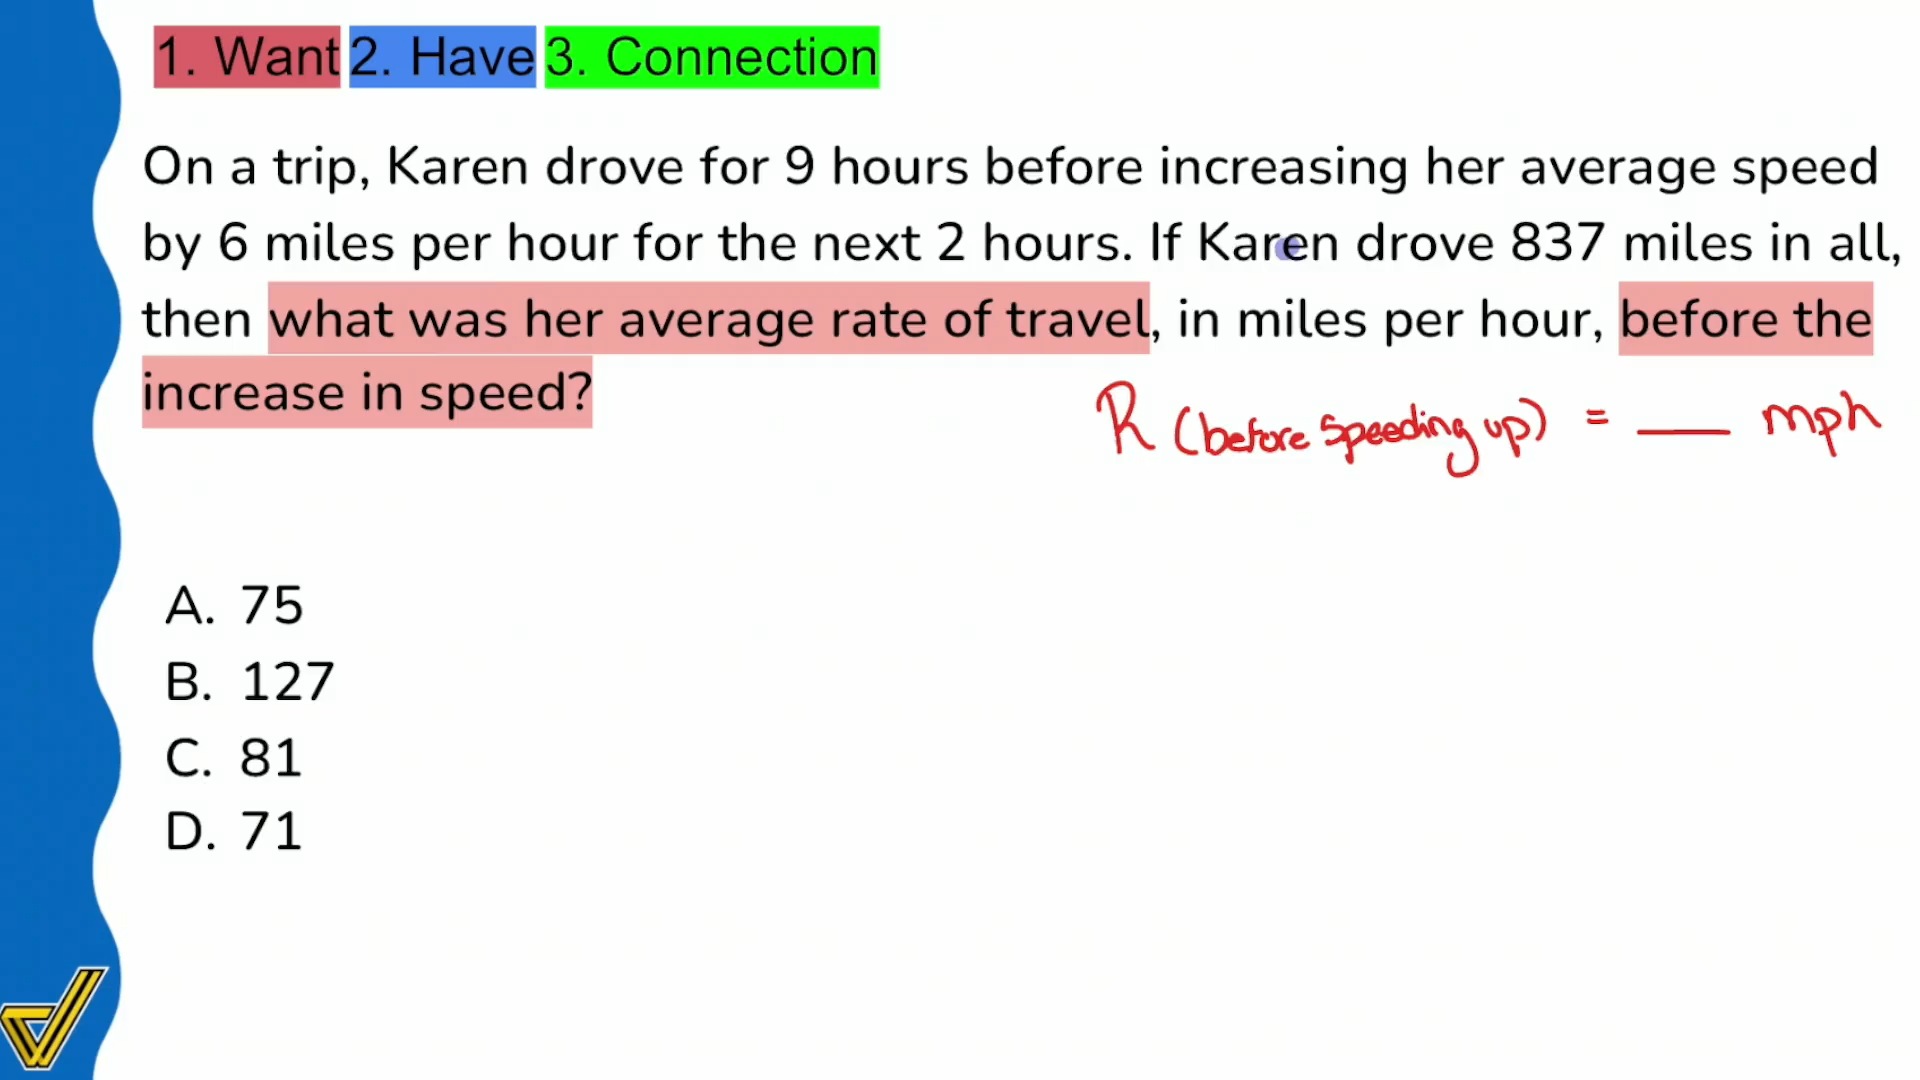 1. Want 2. Have 3. Connection
On a trip, Karen drove for 9 hours before increasing her average speed
by 6 miles per hour for the next 2 hours. If Karen drove 837 miles in all,
then what was her average rate of travel, in miles per hour, before the
increase in speed?
R (before speeding up) = ___ mph
A. 75
B. 127
C. 81
D. 71